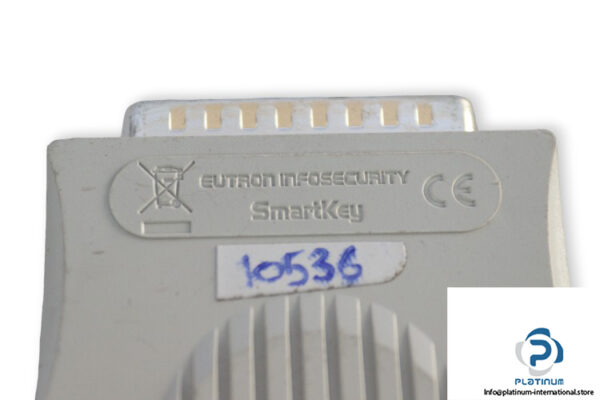 EUTRON INFOSECURITY
SmartKey
CE
10536
P
PLATINUM
Info@platinum-international.store